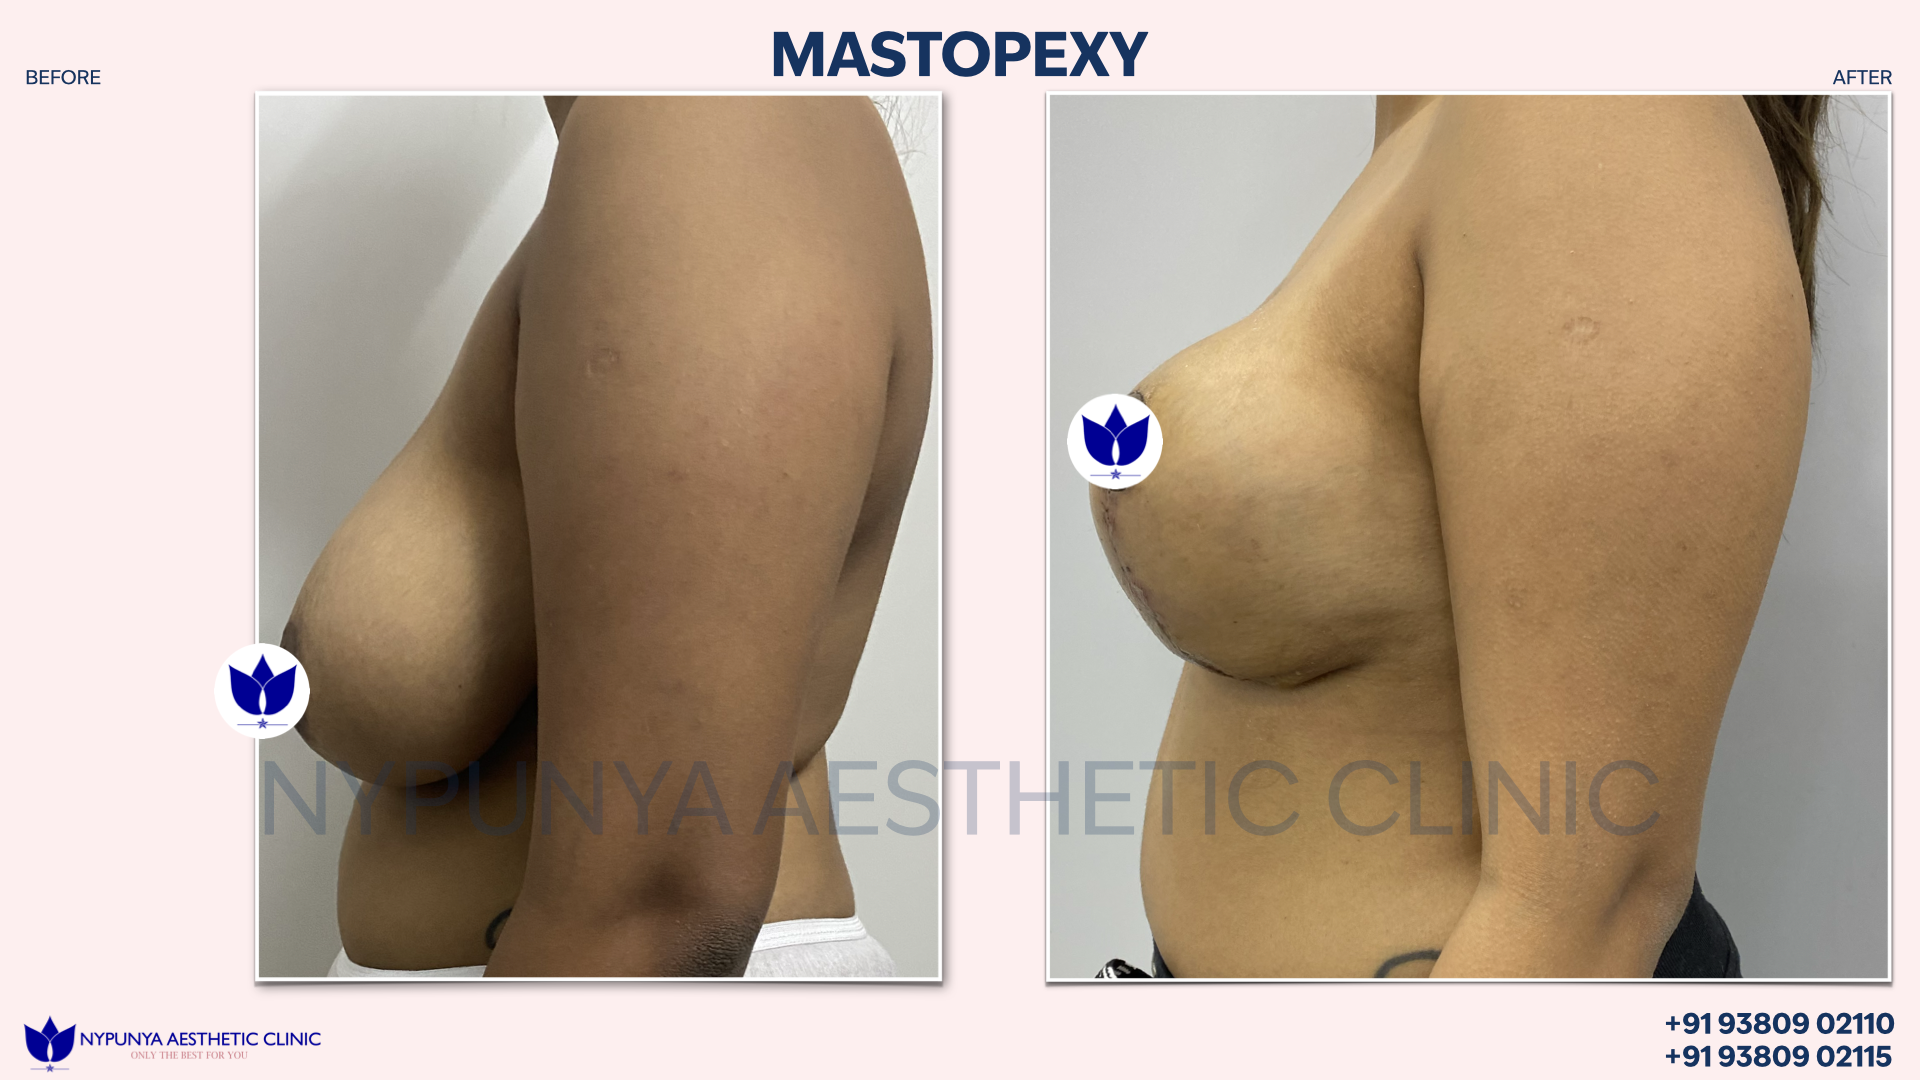 MASTOPEXY
BEFORE
AFTER
NYPUNYA AESTHETIC CLINIC
NYPUNYA AESTHETIC CLINIC
ONLY THE BEST FOR YOU
+91 93809 02110
+91 93809 02115